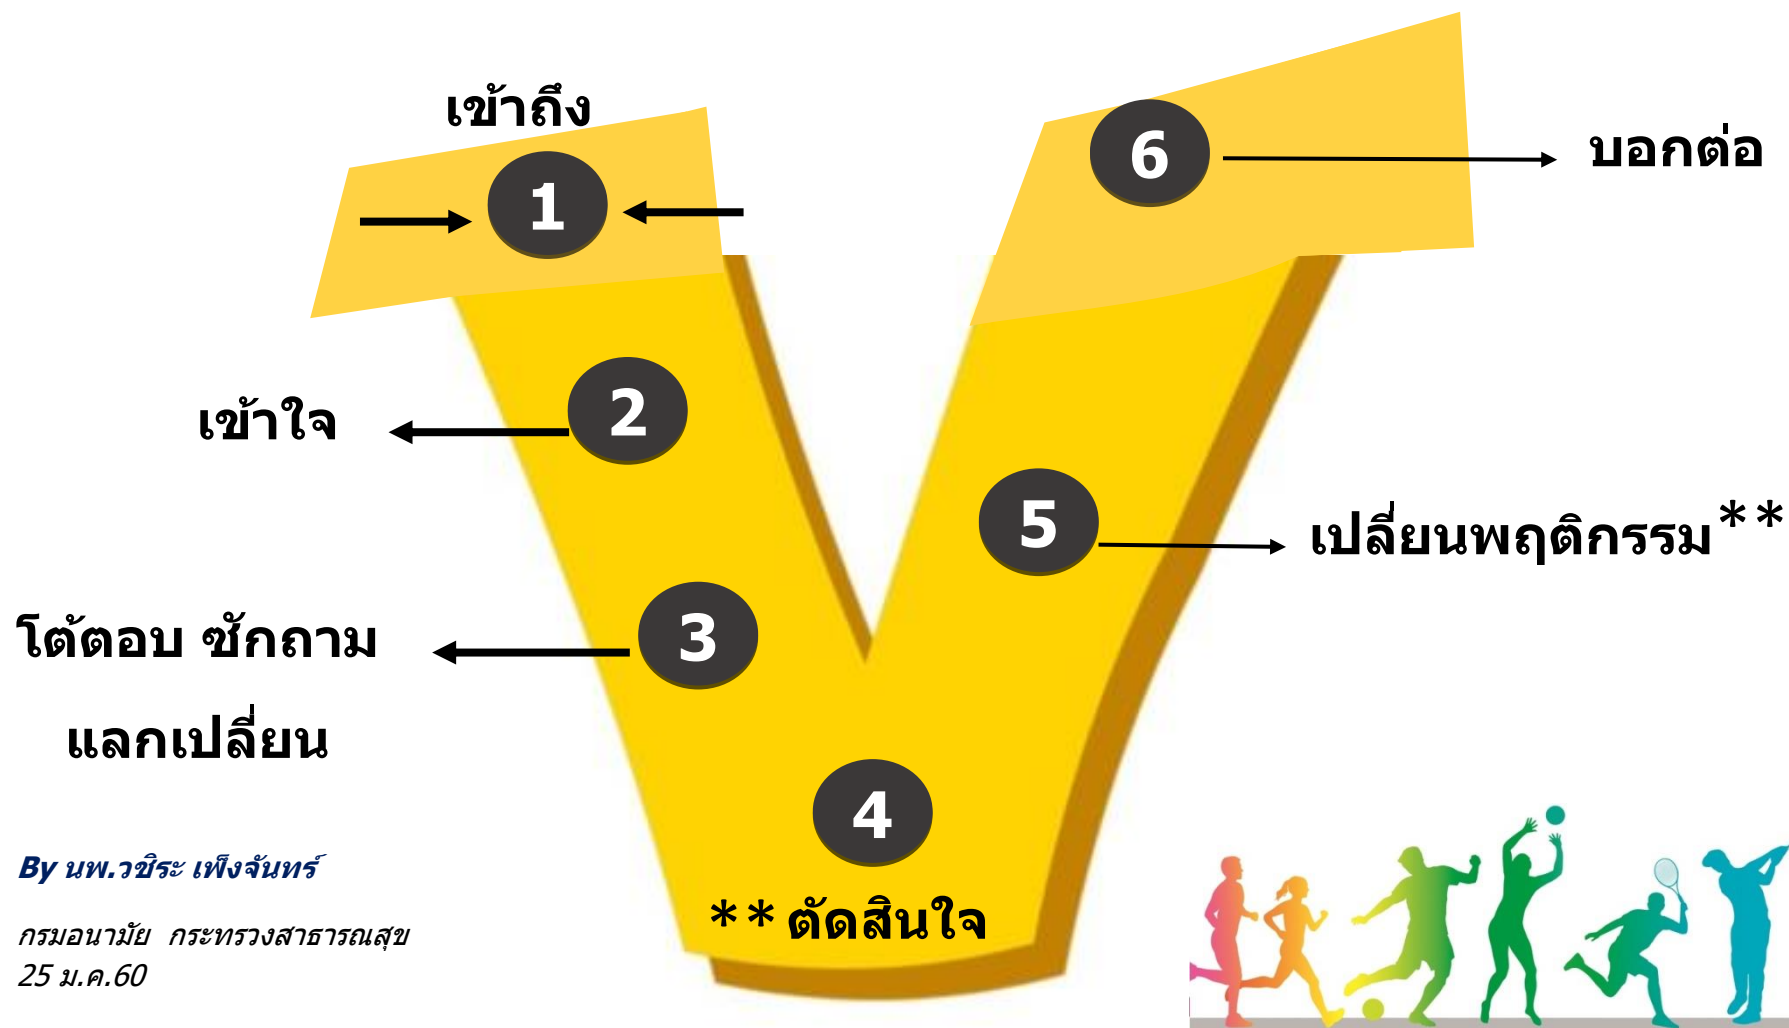 เข้าถึง
1
2
เข้าใจ
3
โต้ตอบ ซักถาม
แลกเปลี่ยน
4
**ตัดสินใจ
5
เปลี่ยนพฤติกรรม**
6
บอกต่อ
By นพ.วชิระ เพ็งจันทร์
กรมอนามัย กระทรวงสาธารณสุข
25 ม.ค.60